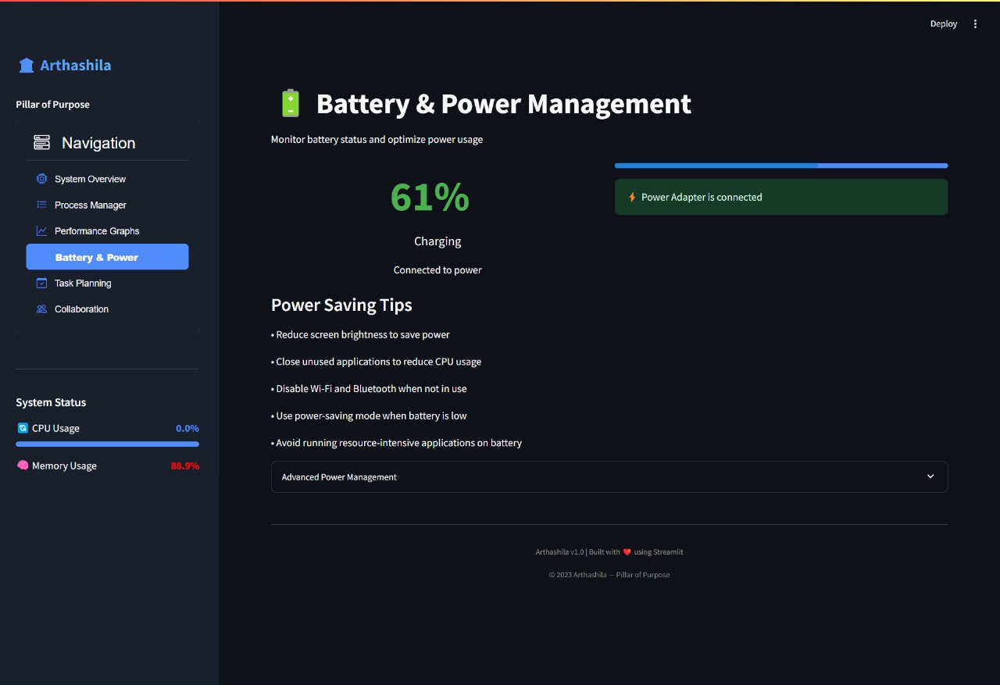 Deploy
Arthashila
Pillar of Purpose
Navigation
System Overview
Process Manager
Performance Graphs
Battery & Power
Task Planning
Collaboration
System Status
CPU Usage 0.0%
Memory Usage 88.9%
Battery & Power Management
Monitor battery status and optimize power usage
61%
Charging
Connected to power
Power Adapter is connected
Power Saving Tips
• Reduce screen brightness to save power
• Close unused applications to reduce CPU usage
• Disable Wi-Fi and Bluetooth when not in use
• Use power-saving mode when battery is low
• Avoid running resource-intensive applications on battery
Advanced Power Management
Arthashila v1.0 | Built with ❤️ using Streamlit
© 2023 Arthashila — Pillar of Purpose